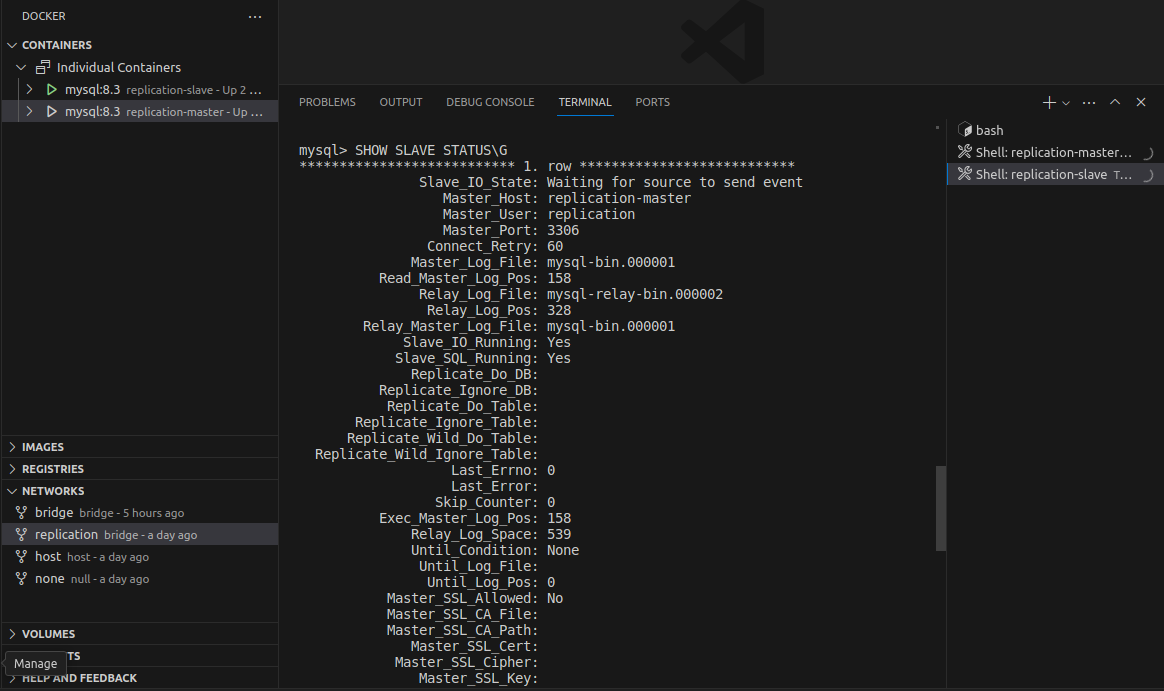 DOCKER
CONTAINERS
Individual Containers
mysql:8.3 replication-slave - Up 2 ...
mysql:8.3 replication-master - Up ...
IMAGES
REGISTRIES
NETWORKS
bridge bridge - 5 hours ago
replication bridge - a day ago
host host - a day ago
none null - a day ago
VOLUMES
TS
Manage
HELP AND FEEDBACK
PROBLEMS OUTPUT DEBUG CONSOLE TERMINAL PORTS
mysql> SHOW SLAVE STATUS\G
*************************** 1. row ***************************
Slave_IO_State: Waiting for source to send event
Master_Host: replication-master
Master_User: replication
Master_Port: 3306
Connect_Retry: 60
Master_Log_File: mysql-bin.000001
Read_Master_Log_Pos: 158
Relay_Log_File: mysql-relay-bin.000002
Relay_Log_Pos: 328
Relay_Master_Log_File: mysql-bin.000001
Slave_IO_Running: Yes
Slave_SQL_Running: Yes
Replicate_Do_DB:
Replicate_Ignore_DB:
Replicate_Do_Table:
Replicate_Ignore_Table:
Replicate_Wild_Do_Table:
Replicate_Wild_Ignore_Table:
Last_Errno: 0
Last_Error:
Skip_Counter: 0
Exec_Master_Log_Pos: 158
Relay_Log_Space: 539
Until_Condition: None
Until_Log_File:
Until_Log_Pos: 0
Master_SSL_Allowed: No
Master_SSL_CA_File:
Master_SSL_CA_Path:
Master_SSL_Cert:
Master_SSL_Cipher:
Master_SSL_Key:
bash
Shell: replication-master...
Shell: replication-slave T...